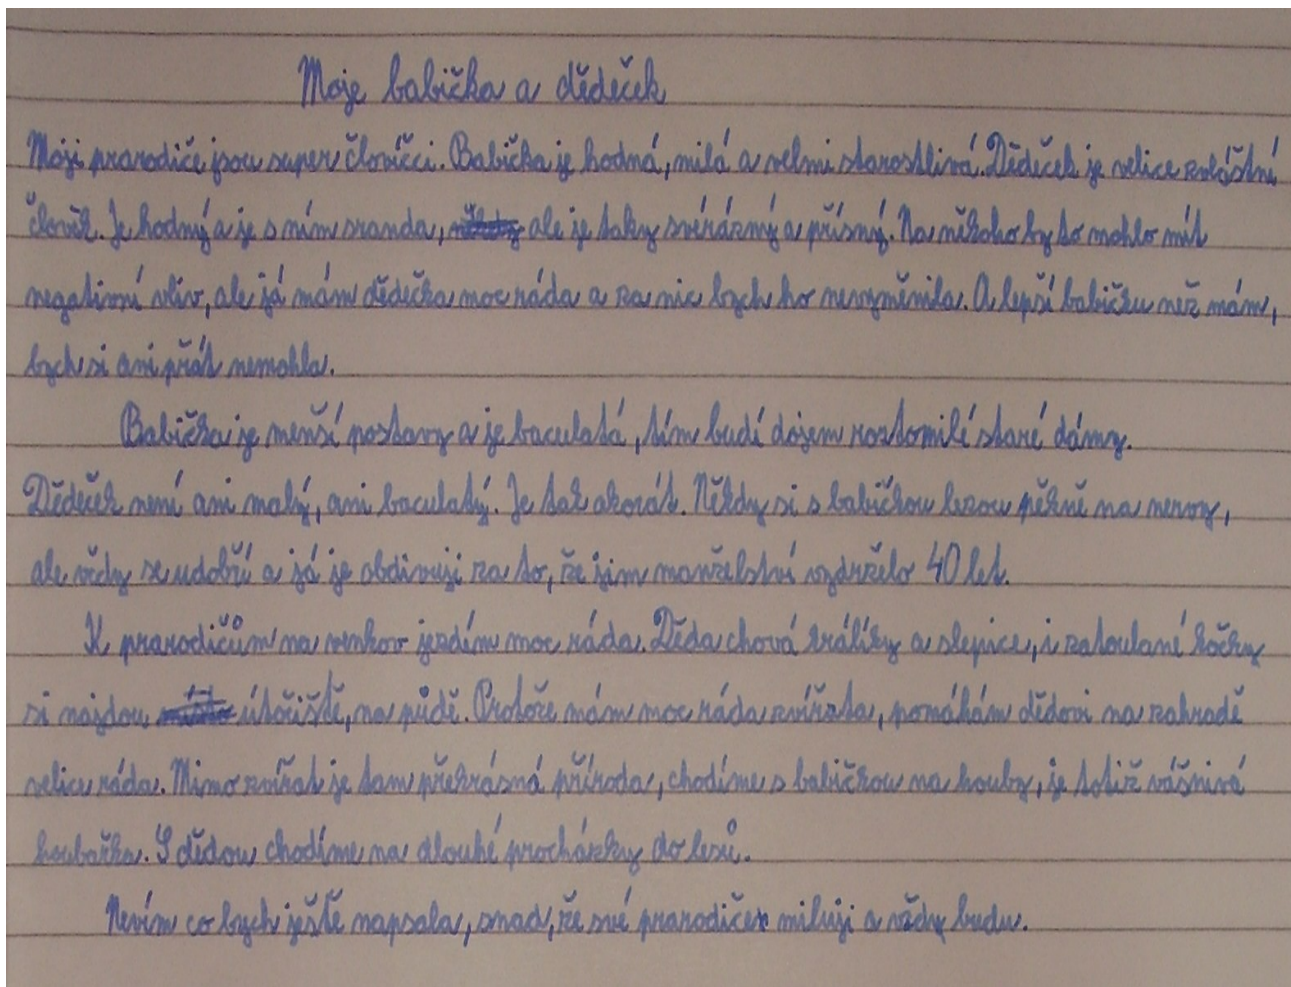 Moje babička a dědeček
Moji prarodiče jsou super človíčci. Babička je hodná, milá a velmi starostlivá. Dědeček je velice zvláštní
člověk. Je hodný a je s ním sranda, ale je taky svérázný a přísný. Na někoho by to mohlo mít
negativní vliv, ale já mám dědečka moc ráda a za nic bych ho nevyměnila. A lepší babičku než mám,
bych si ani přát nemohla.
Babička je menší postavy a je baculatá, tím budí dojem roztomilé staré dámy.
Dědeček není ani malý, ani baculatý. Je tak akorát. Někdy si s babičkou lezou pěkně na nervy,
ale vždy se udobří a já je obdivuji za to, že jim manželství vydrželo 40 let.
K prarodičům na venkov jezdím moc ráda. Děda chová králíky a slepice, i zatoulané kočky
si najdou útočiště, na půdě. Protože mám moc ráda zvířata, pomáhám dědovi na zahradě
velice ráda. Mimo zvířat je tam překrásná příroda, chodíme s babičkou na houby, je totiž vášnivá
houbařka. S dědou chodíme na dlouhé procházky do lesů.
Nevím co bych ještě napsala, snad, že své prarodiče miluji a vždy budu.